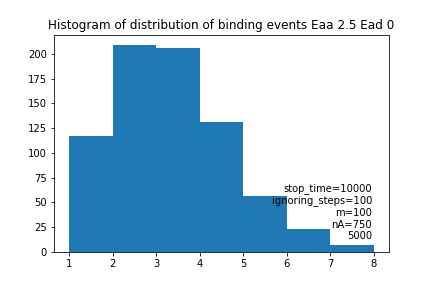 Histogram of distribution of binding events Eaa 2.5 Ead 0
200
175
150
125
100
75
50
25
0
stop_time=10000
ignoring_steps=100
m=100
nA=750
5000
1 2 3 4 5 6 7 8